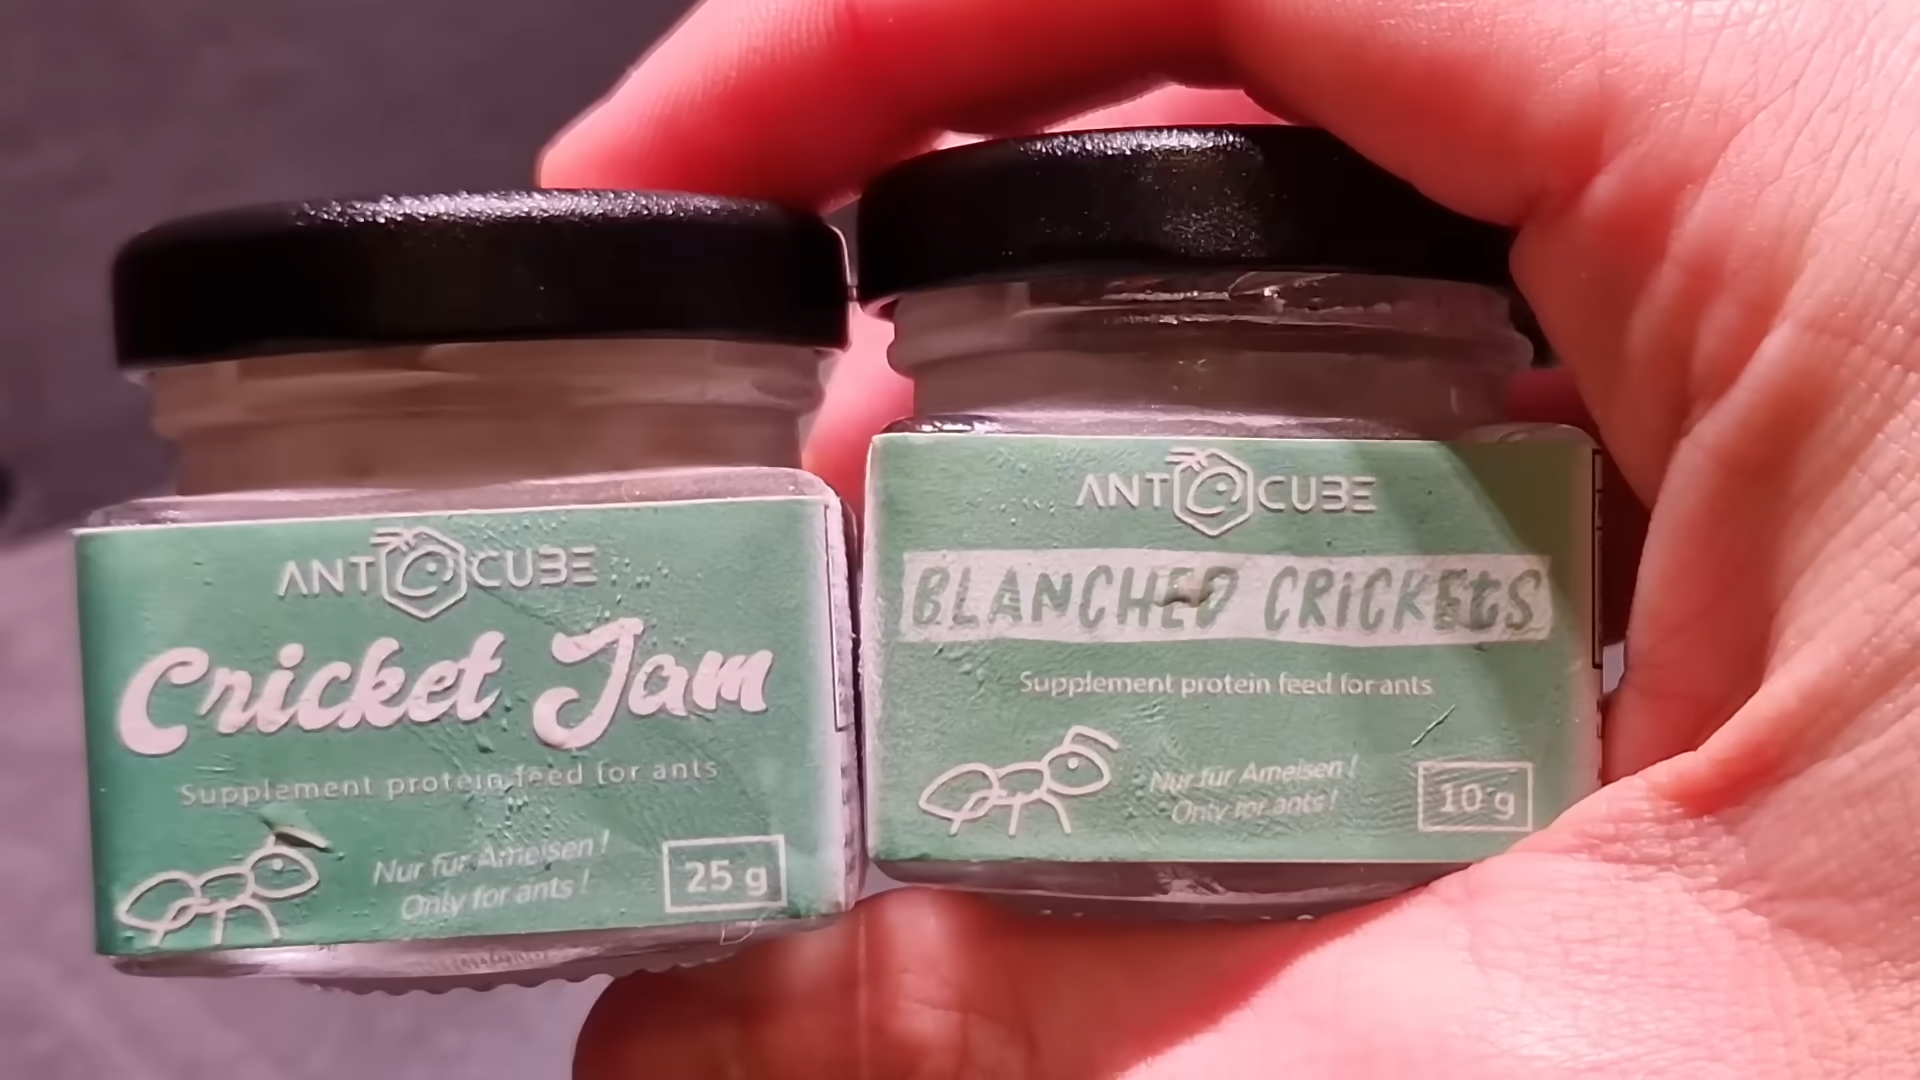 ANT CUBE
Cricket Jam
Supplement protein feed for ants
Nur für Ameisen!
Only for ants!
25 g
ANT CUBE
BLANCHED CRICKETS
Supplement protein feed for ants
Nur für Ameisen!
Only for ants!
10 g